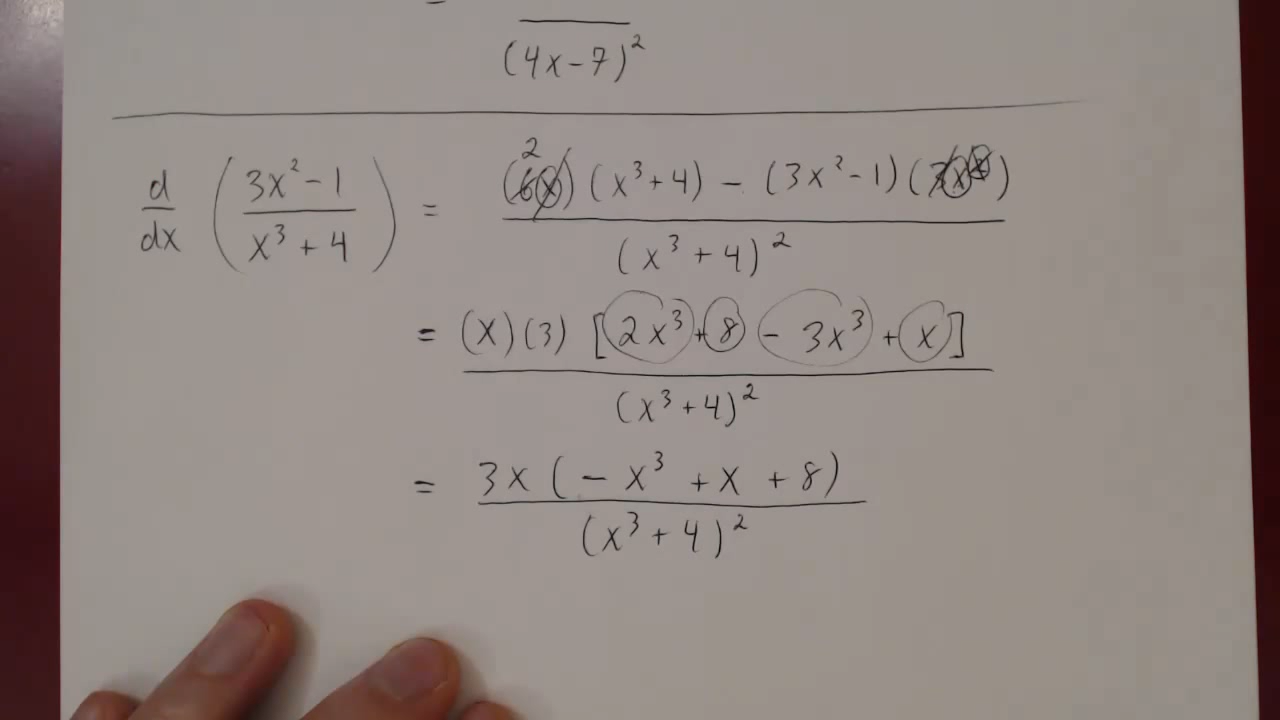 =
(4x-7)²
d/dx ((3x²-1)/(x³+4)) = ((2 6x)(x³+4) - (3x²-1)(3x²))/(x³+4)²
= ((x)(3)[2x³+8-3x³+x])/(x³+4)²
= (3x(-x³+x+8))/(x³+4)²